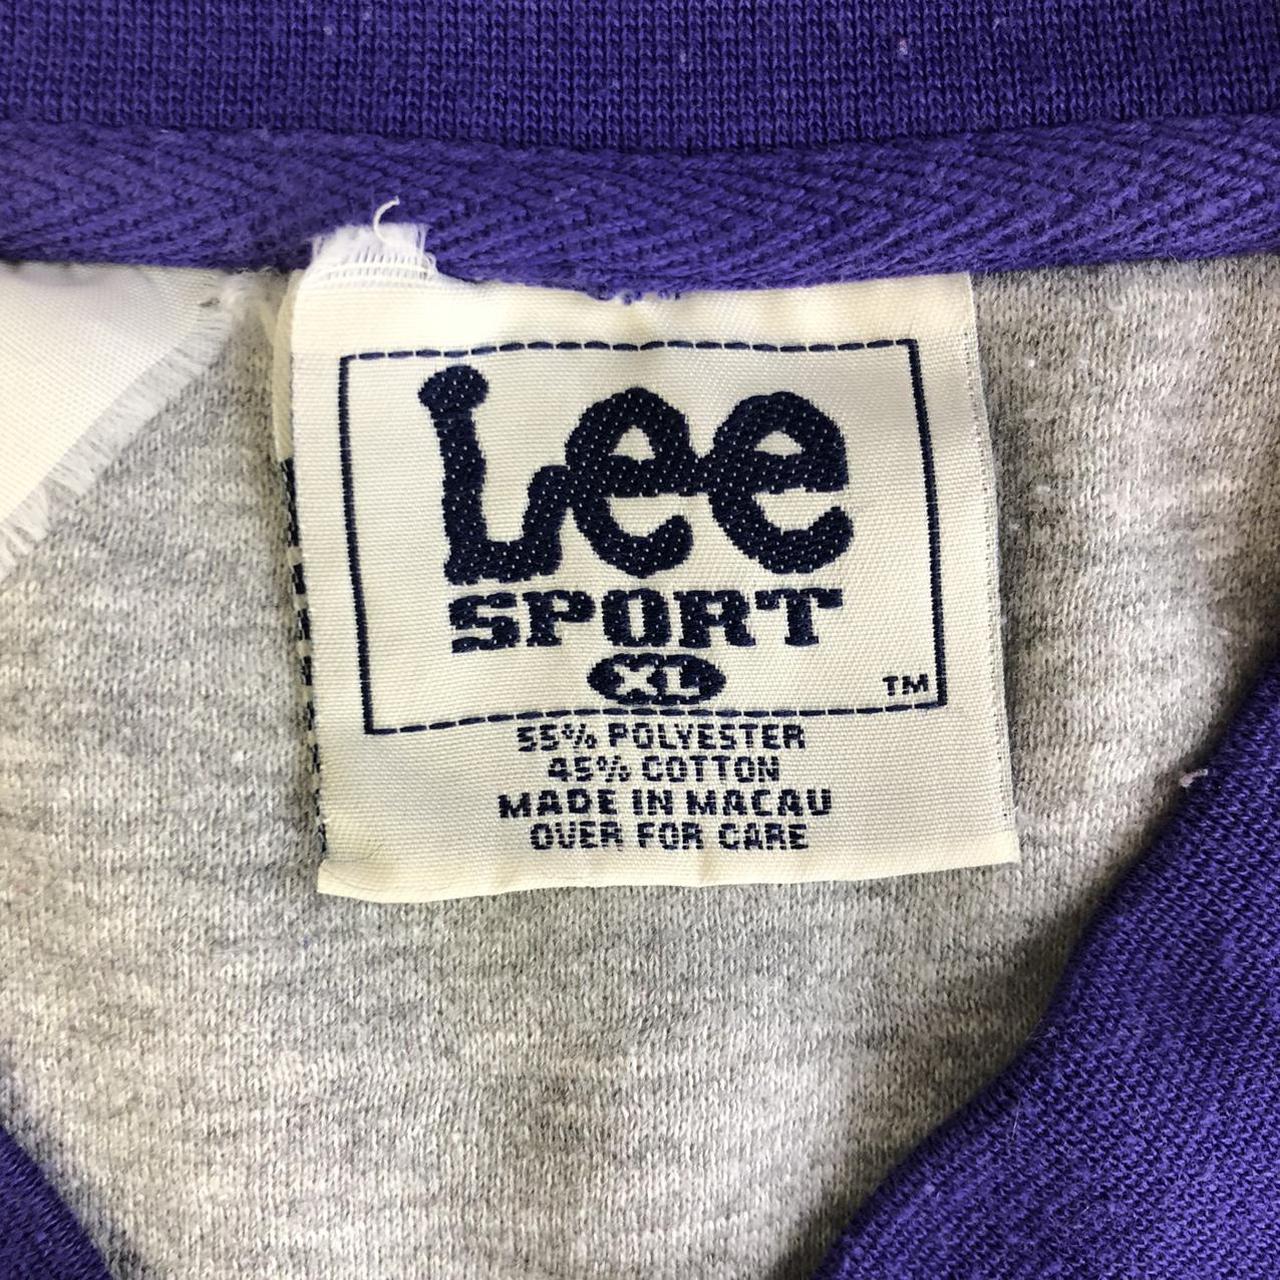 Lee
SPORT
XL
TM
55% POLYESTER
45% COTTON
MADE IN MACAU
OVER FOR CARE